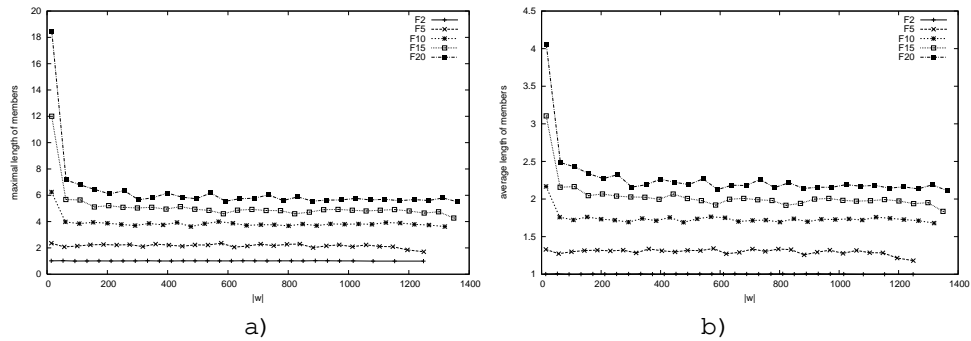 maximal length of members
20
18
16
14
12
10
8
6
4
2
0
0 200 400 600 800 1000 1200 1400
|w|
F2
F5
F10
F15
F20
a)
average length of members
4.5
4
3.5
3
2.5
2
1.5
1
0 200 400 600 800 1000 1200 1400
|w|
F2
F5
F10
F15
F20
b)